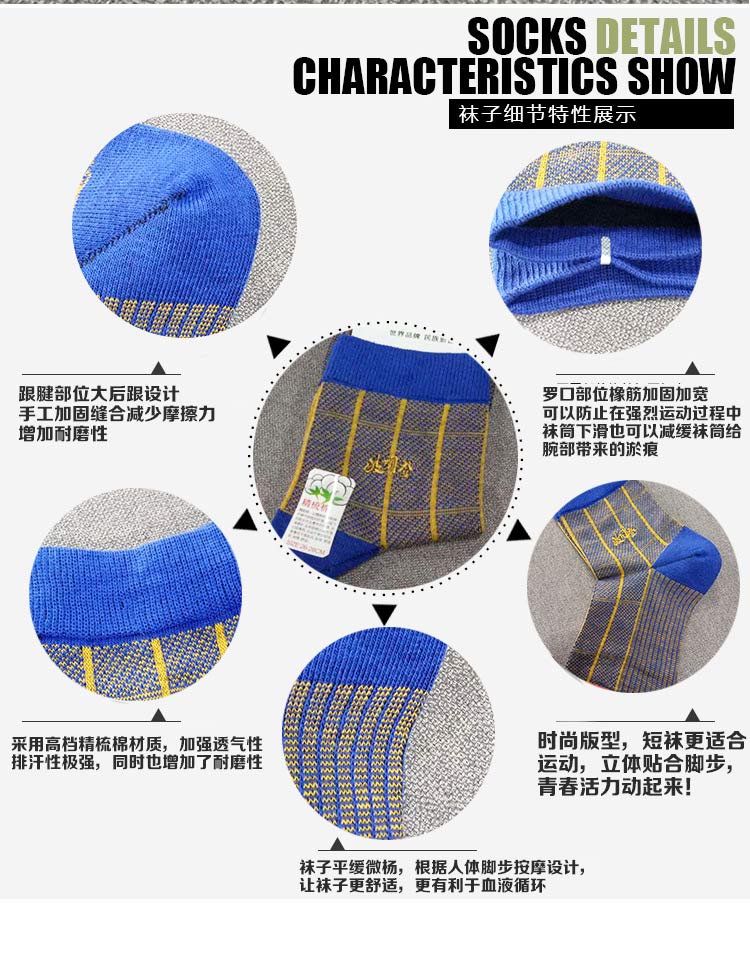 SOCKS DETAILS
CHARACTERISTICS SHOW
袜子细节特性展示
跟腱部位大后跟设计
手工加固缝合减少摩擦力
增加耐磨性
罗口部位橡筋加固加宽
可以防止在强烈运动过程中
袜筒下滑也可以减缓袜筒给
腕部带来的淤痕
世界品牌 民族
精梳棉
SIZE:26-28CM
采用高档精梳棉材质，加强透气性
排汗性极强，同时也增加了耐磨性
时尚版型，短袜更适合
运动，立体贴合脚步，
青春活力动起来！
袜子平缓微杨，根据人体脚步按摩设计，
让袜子更舒适，更有利于血液循环